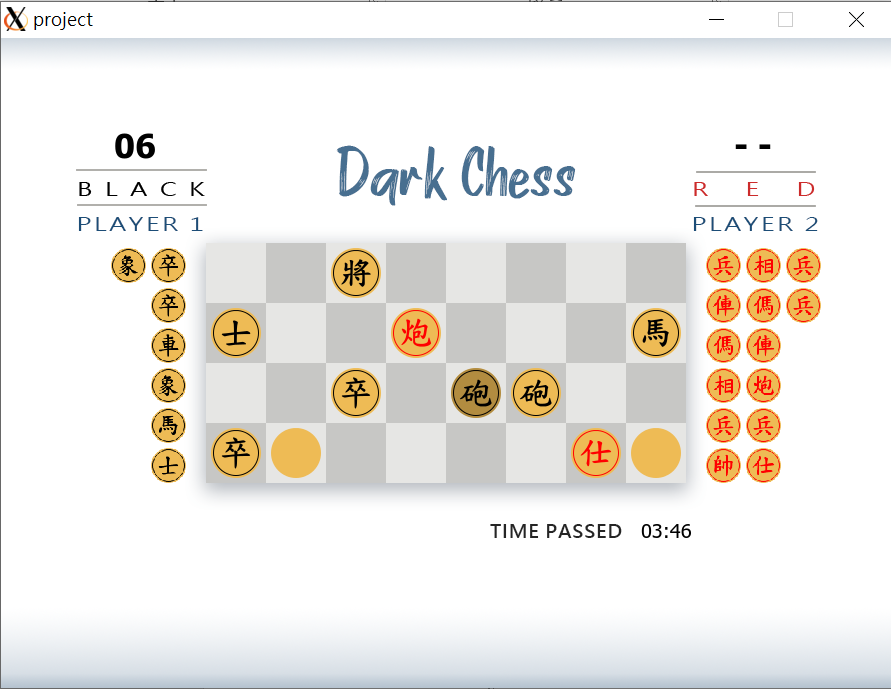 project
06
Dark Chess
- -
BLACK
RED
PLAYER 1
PLAYER 2
象 卒
將
兵 相 兵
卒
俥 傌 兵
士 炮 馬
車
傌 俥
象
卒 砲 砲
相 炮
馬
兵 兵
卒 仕
士
帥 仕
TIME PASSED 03:46